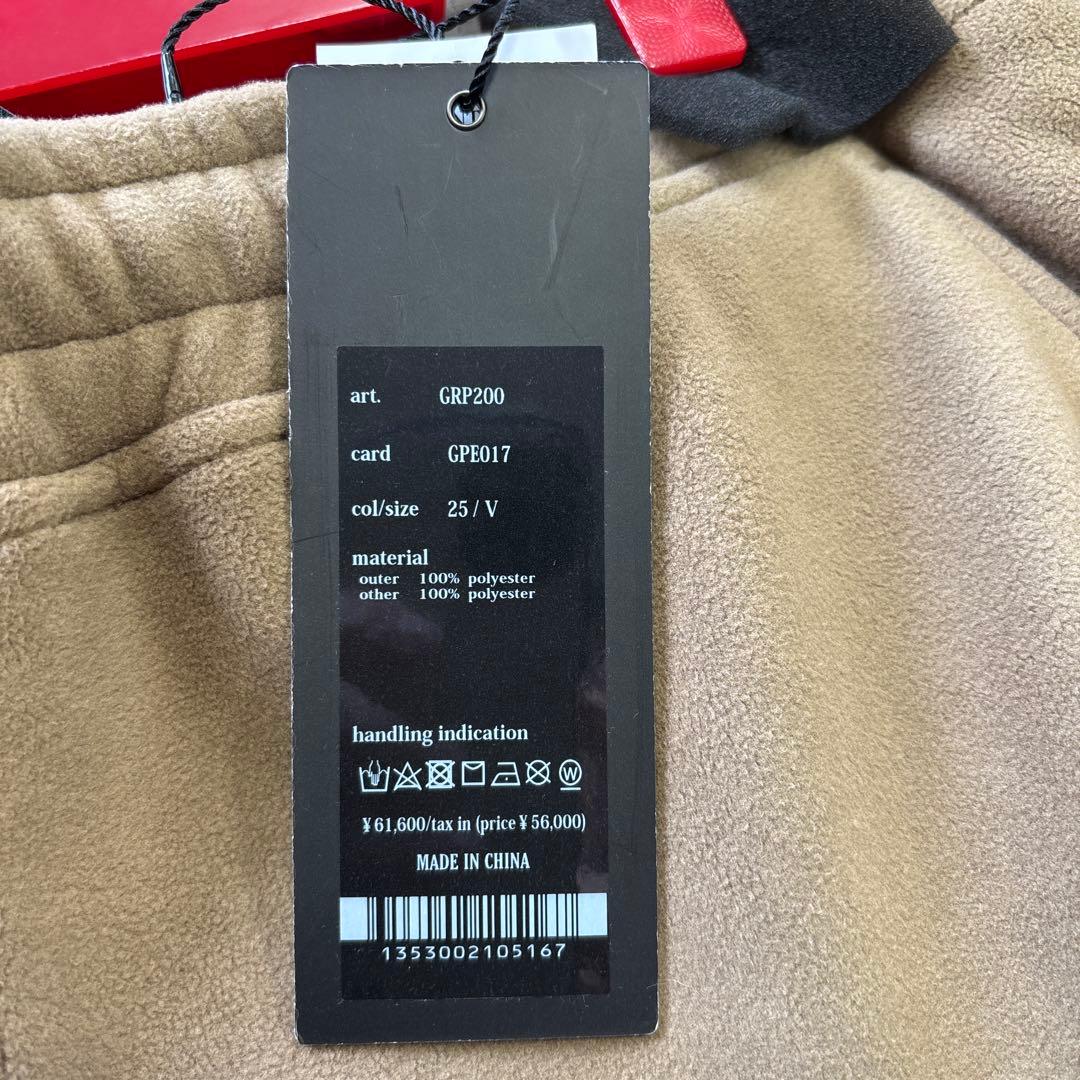 art. GRP200
card GPE017
col/size 25 / V
material
outer 100% polyester
other 100% polyester
handling indication
W
¥61,600/tax in (price ¥56,000)
MADE IN CHINA
1353002105167